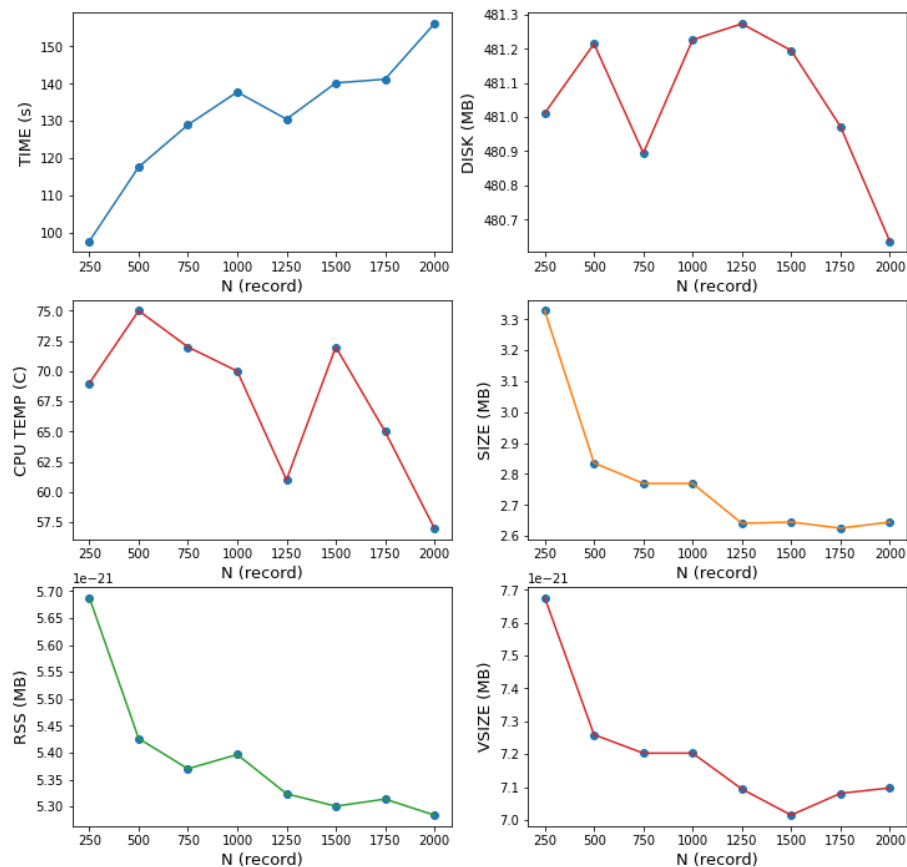 TIME (s)
150
140
130
120
110
100
250 500 750 1000 1250 1500 1750 2000
N (record)
DISK (MB)
481.3
481.2
481.1
481.0
480.9
480.8
480.7
250 500 750 1000 1250 1500 1750 2000
N (record)
CPU TEMP (C)
75.0
72.5
70.0
67.5
65.0
62.5
60.0
57.5
250 500 750 1000 1250 1500 1750 2000
N (record)
SIZE (MB)
3.3
3.2
3.1
3.0
2.9
2.8
2.7
2.6
250 500 750 1000 1250 1500 1750 2000
N (record)
1e−21
RSS (MB)
5.70
5.65
5.60
5.55
5.50
5.45
5.40
5.35
5.30
250 500 750 1000 1250 1500 1750 2000
N (record)
1e−21
VSIZE (MB)
7.7
7.6
7.5
7.4
7.3
7.2
7.1
7.0
250 500 750 1000 1250 1500 1750 2000
N (record)